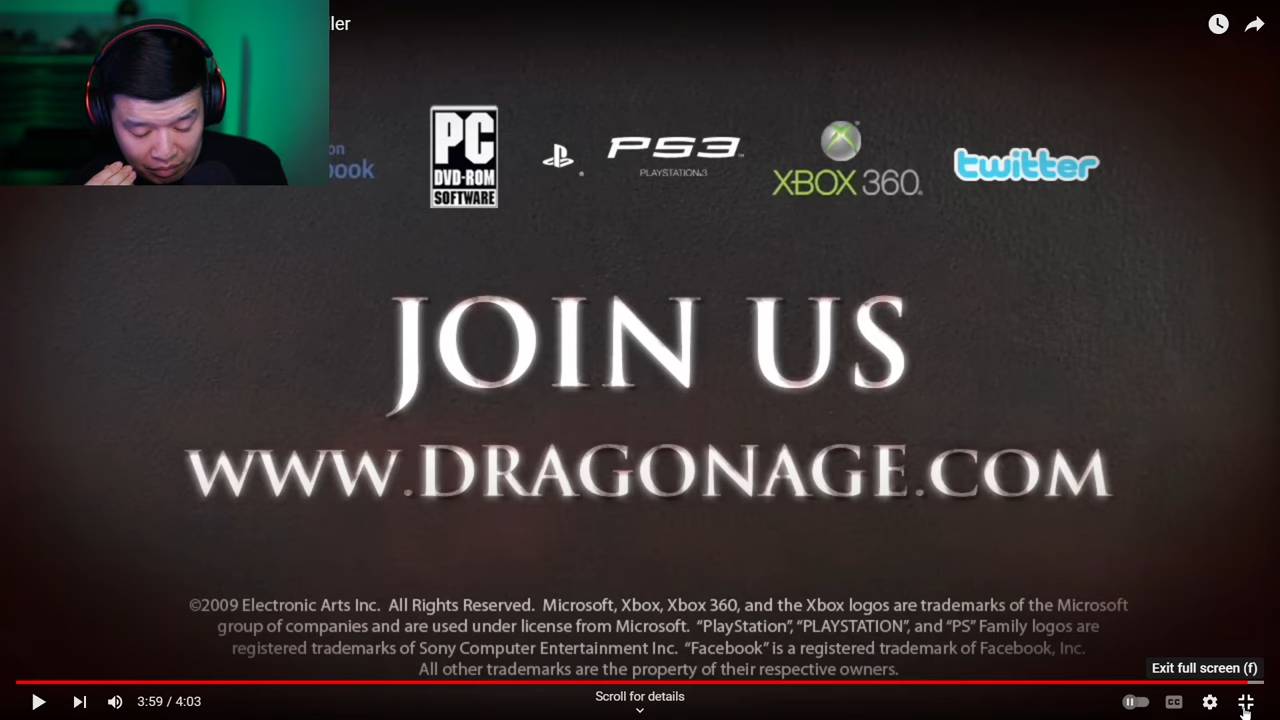 ler
on
ook
PC
DVD-ROM
SOFTWARE
PS3
PLAYSTATION3
XBOX 360.
twitter
JOIN US
WWW.DRAGONAGE.COM
©2009 Electronic Arts Inc. All Rights Reserved. Microsoft, Xbox, Xbox 360, and the Xbox logos are trademarks of the Microsoft
group of companies and are used under license from Microsoft. "PlayStation", "PLAYSTATION", and "PS" Family logos are
registered trademarks of Sony Computer Entertainment Inc. "Facebook" is a registered trademark of Facebook, Inc.
All other trademarks are the property of their respective owners.
Exit full screen (f)
3:59 / 4:03
Scroll for details
CC